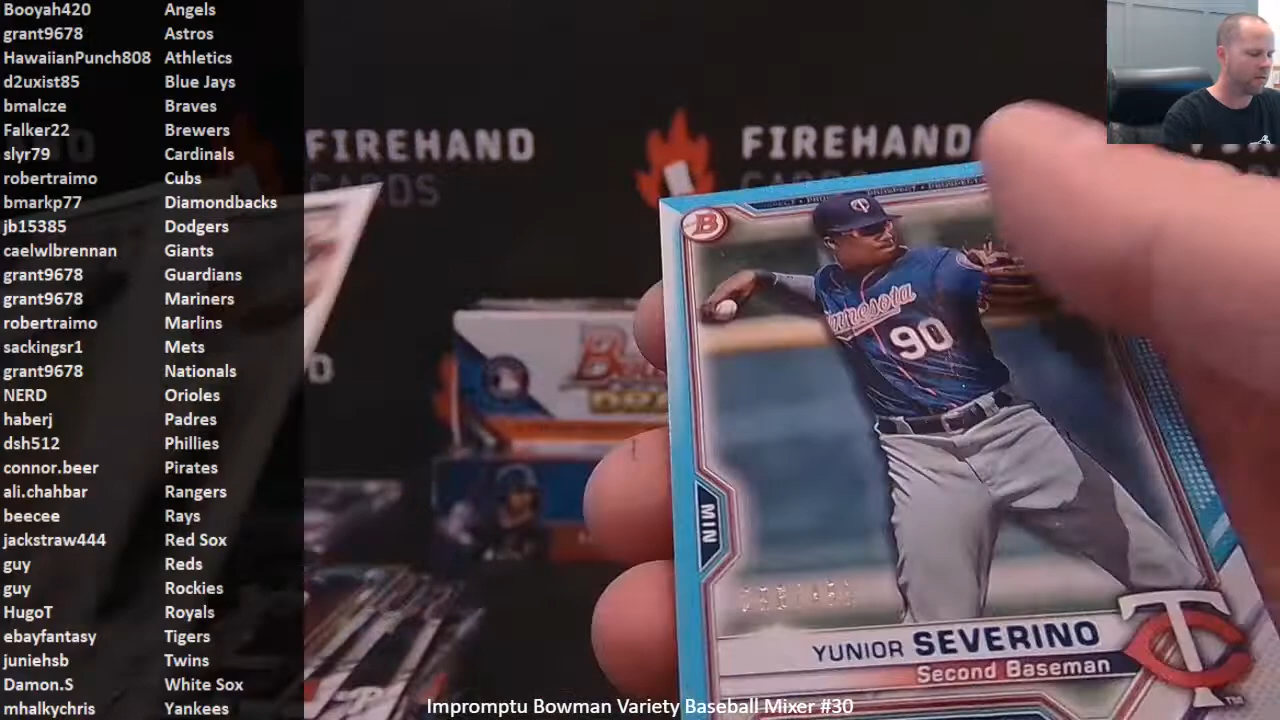 Booyah420 Angels
grant9678 Astros
HawaiianPunch808 Athletics
d2uxist85 Blue Jays
bmalcze Braves
Falker22 Brewers
slyr79 Cardinals
robertraimo Cubs
bmarkp77 Diamondbacks
jb15385 Dodgers
caelwlbrennan Giants
grant9678 Guardians
grant9678 Mariners
robertraimo Marlins
sackingsr1 Mets
grant9678 Nationals
NERD Orioles
haberj Padres
dsh512 Phillies
connor.beer Pirates
ali.chahbar Rangers
beecee Rays
jackstraw444 Red Sox
guy Reds
guy Rockies
HugoT Royals
ebayfantasy Tigers
juniehsb Twins
Damon.S White Sox
mhalkychris Yankees
FIREHAND
CARDS
FIREHAND
PROSPECT • PROSPECT
B
Minnesota
90
MIN
YUNIOR SEVERINO
Second Baseman
Impromptu Bowman Variety Baseball Mixer #30